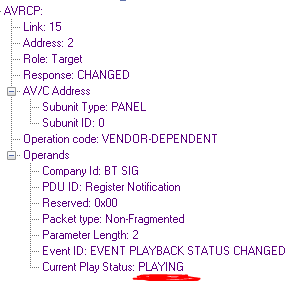 AVRCP:
Link: 15
Address: 2
Role: Target
Response: CHANGED
AV/C Address
Subunit Type: PANEL
Subunit ID: 0
Operation code: VENDOR-DEPENDENT
Operands
Company Id: BT SIG
PDU ID: Register Notification
Reserved: 0x00
Packet type: Non-Fragmented
Parameter Length: 2
Event ID: EVENT PLAYBACK STATUS CHANGED
Current Play Status: PLAYING